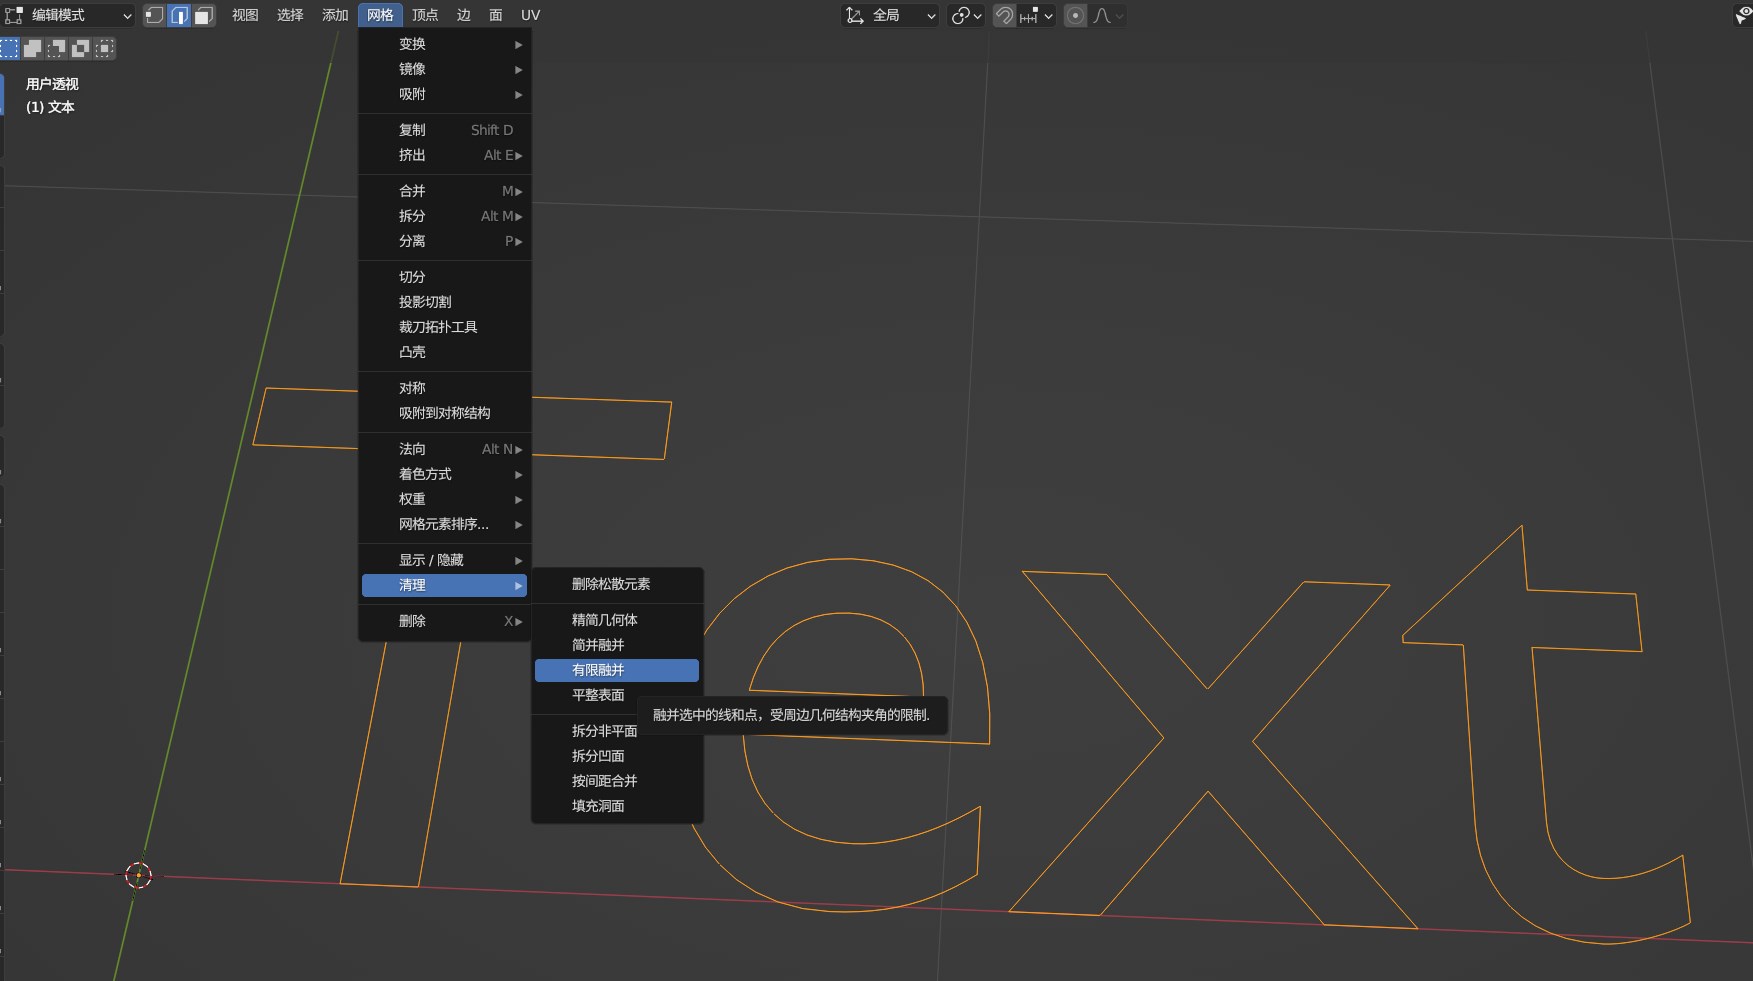 编辑模式 视图 选择 添加 网格 顶点 边 面 UV 全局
用户透视
(1) 文本
变换
镜像
吸附
复制 Shift D
挤出 Alt E
合并 M
拆分 Alt M
分离 P
切分
投影切割
裁刀拓扑工具
凸壳
对称
吸附到对称结构
法向 Alt N
着色方式
权重
网格元素排序...
显示 / 隐藏
清理
删除 X
删除松散元素
精简几何体
简并融并
有限融并
平整表面
融并选中的线和点，受周边几何结构夹角的限制.
拆分非平面
拆分凹面
按间距合并
填充洞面
Text